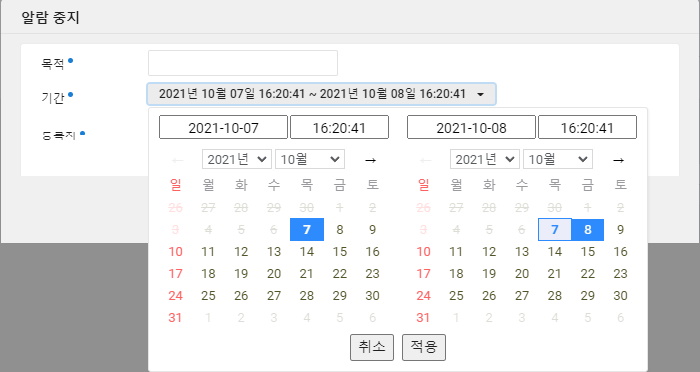 알람 중지
목적
기간 2021년 10월 07일 16:20:41 ~ 2021년 10월 08일 16:20:41
2021-10-07 16:20:41 2021-10-08 16:20:41
등록자
← 2021년 10월 → ← 2021년 10월 →
일 월 화 수 목 금 토 일 월 화 수 목 금 토
26 27 28 29 30 1 2 26 27 28 29 30 1 2
3 4 5 6 7 8 9 3 4 5 6 7 8 9
10 11 12 13 14 15 16 10 11 12 13 14 15 16
17 18 19 20 21 22 23 17 18 19 20 21 22 23
24 25 26 27 28 29 30 24 25 26 27 28 29 30
31 1 2 3 4 5 6 31 1 2 3 4 5 6
취소 적용